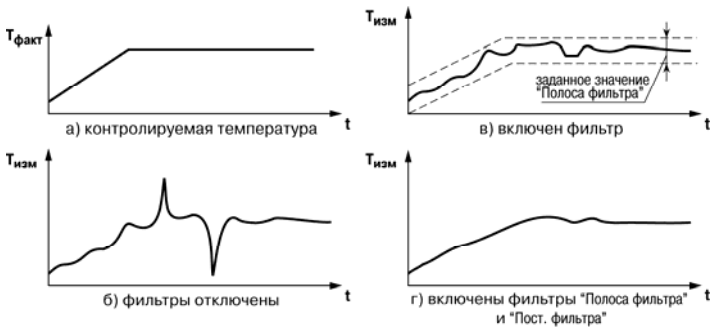 Тфакт
t
а) контролируемая температура
Тизм
заданное значение
"Полоса фильтра"
t
в) включен фильтр
Тизм
t
б) фильтры отключены
Тизм
t
г) включены фильтры "Полоса фильтра"
и "Пост. фильтра"